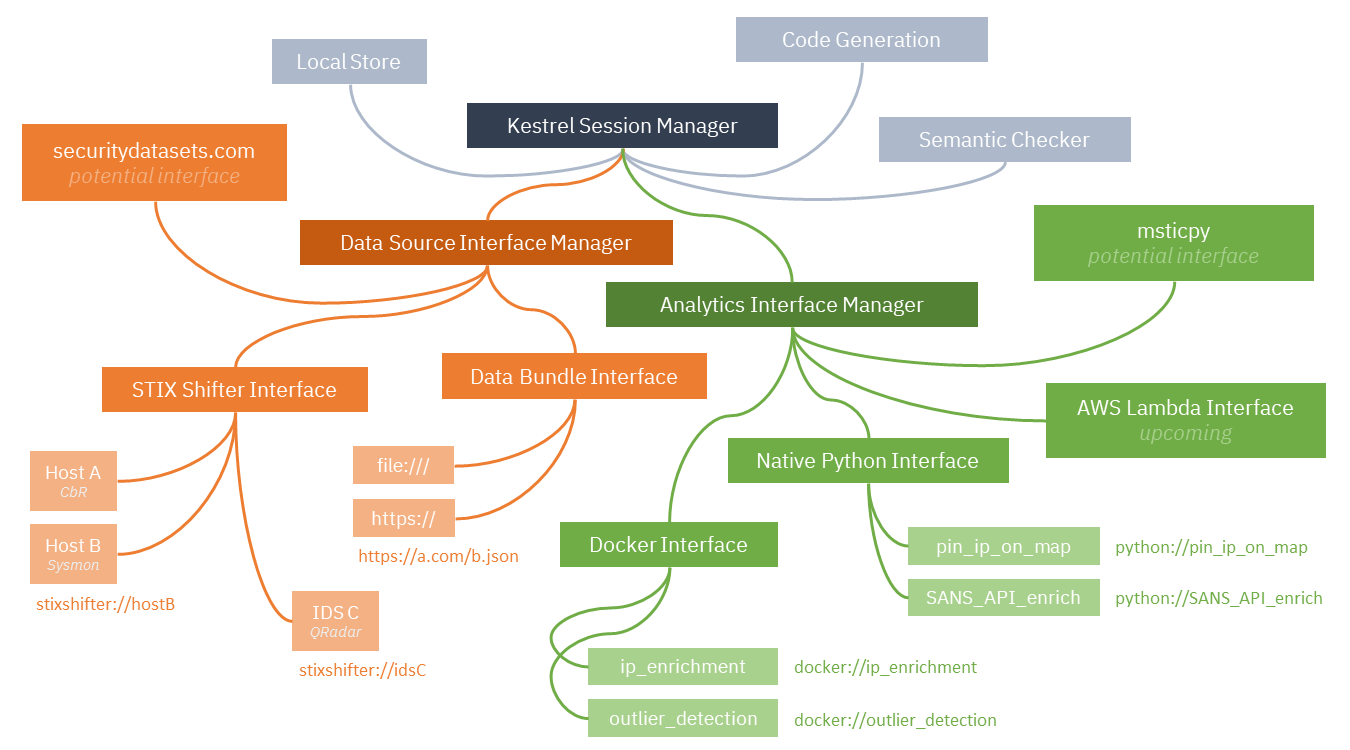 Code Generation
Local Store
Kestrel Session Manager
Semantic Checker
securitydatasets.com
potential interface
Data Source Interface Manager
msticpy
potential interface
Analytics Interface Manager
STIX Shifter Interface
Data Bundle Interface
AWS Lambda Interface
upcoming
Host A
CbR
file:///
Native Python Interface
Host B
Sysmon
https://
https://a.com/b.json
Docker Interface
pin_ip_on_map
python://pin_ip_on_map
stixshifter://hostB
SANS_API_enrich
python://SANS_API_enrich
IDS C
QRadar
stixshifter://idsC
ip_enrichment
docker://ip_enrichment
outlier_detection
docker://outlier_detection